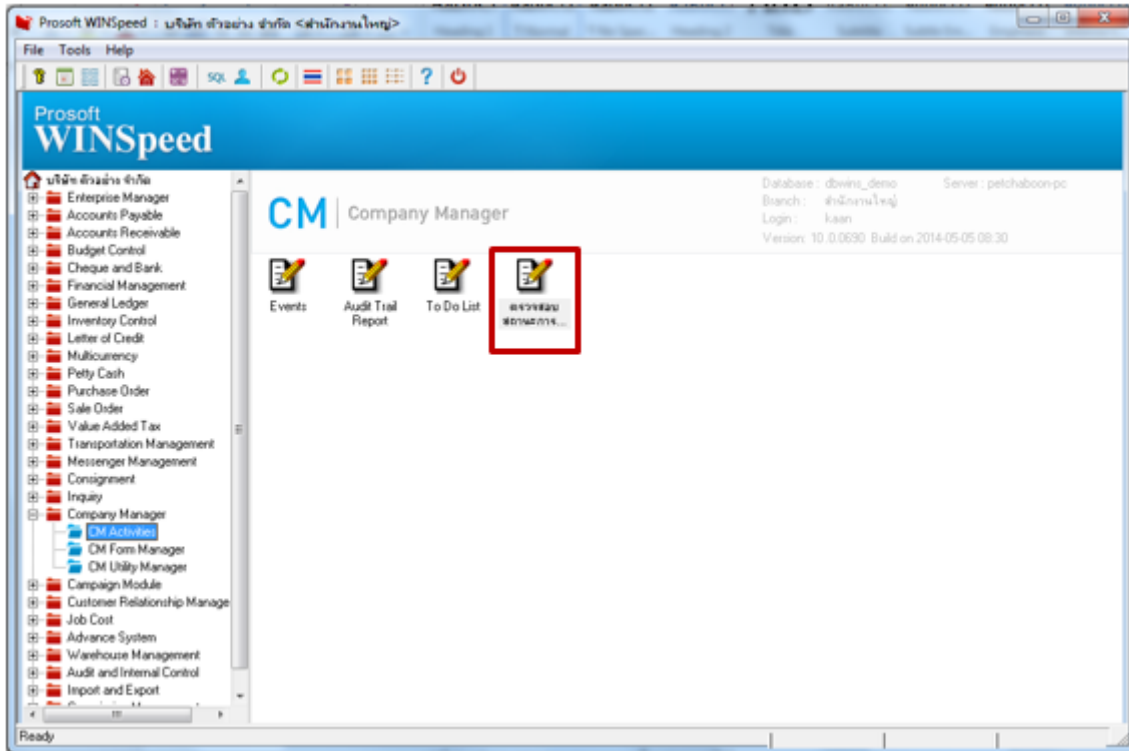 Prosoft WINSpeed : บริษัท ตัวอย่าง จำกัด <สำนักงานใหญ่>
File Tools Help
SQL
Prosoft
WINSpeed
บริษัท ตัวอย่าง จำกัด
Enterprise Manager
Accounts Payable
Accounts Receivable
Budget Control
Cheque and Bank
Financial Management
General Ledger
Inventory Control
Letter of Credit
Multicurrency
Petty Cash
Purchase Order
Sale Order
Value Added Tax
Transportation Management
Messenger Management
Consignment
Inquiry
Company Manager
CM Activities
CM Form Manager
CM Utility Manager
Campaign Module
Customer Relationship Manage
Job Cost
Advance System
Warehouse Management
Audit and Internal Control
Import and Export
CM Company Manager
Database : dbwins_demo Server : petchaboon-pc
Branch : สำนักงานใหญ่
Login : kaan
Version: 10.0.0690 Build on 2014-05-05 08:30
Events
Audit Trail
Report
To Do List
ตรวจสอบ
สถานะการ...
Ready